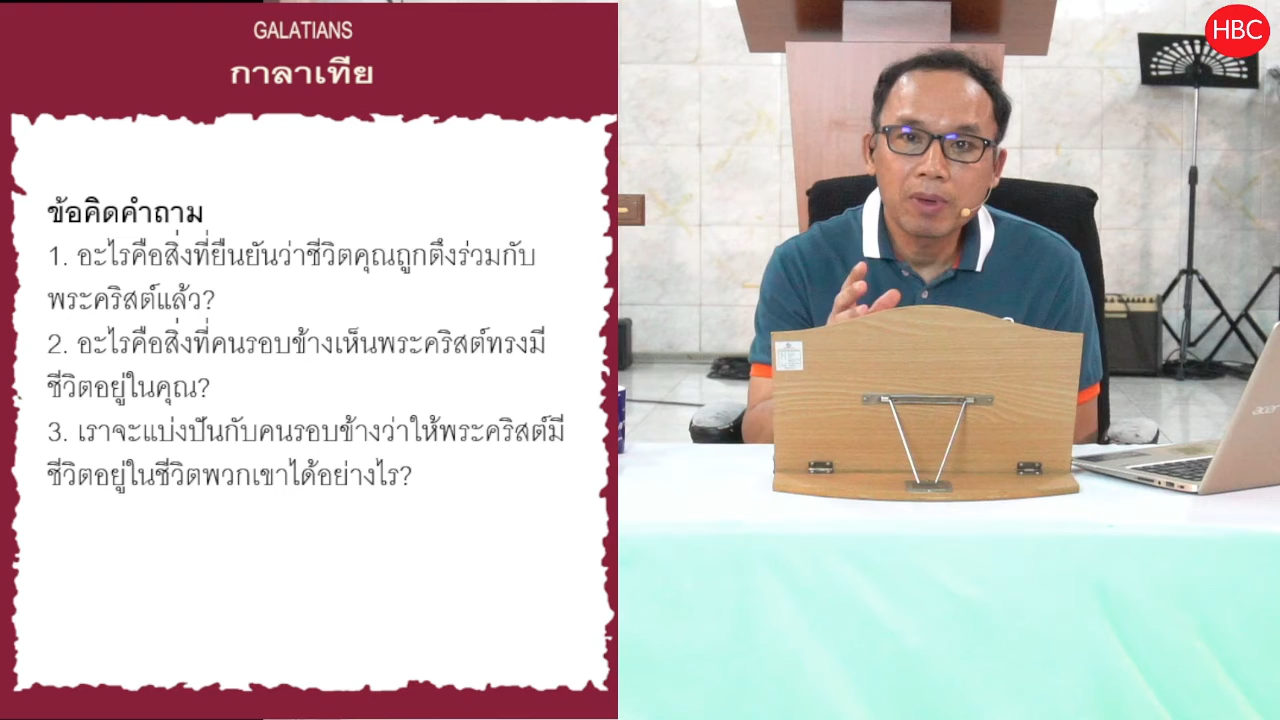 GALATIANS
กาลาเทีย
ข้อคิดคำถาม
1. อะไรคือสิ่งที่ยืนยันว่าชีวิตคุณถูกตึงร่วมกับ
พระคริสต์แล้ว?
2. อะไรคือสิ่งที่คนรอบข้างเห็นพระคริสต์ทรงมี
ชีวิตอยู่ในคุณ?
3. เราจะแบ่งปันกับคนรอบข้างว่าให้พระคริสต์มี
ชีวิตอยู่ในชีวิตพวกเขาได้อย่างไร?
HBC
acer